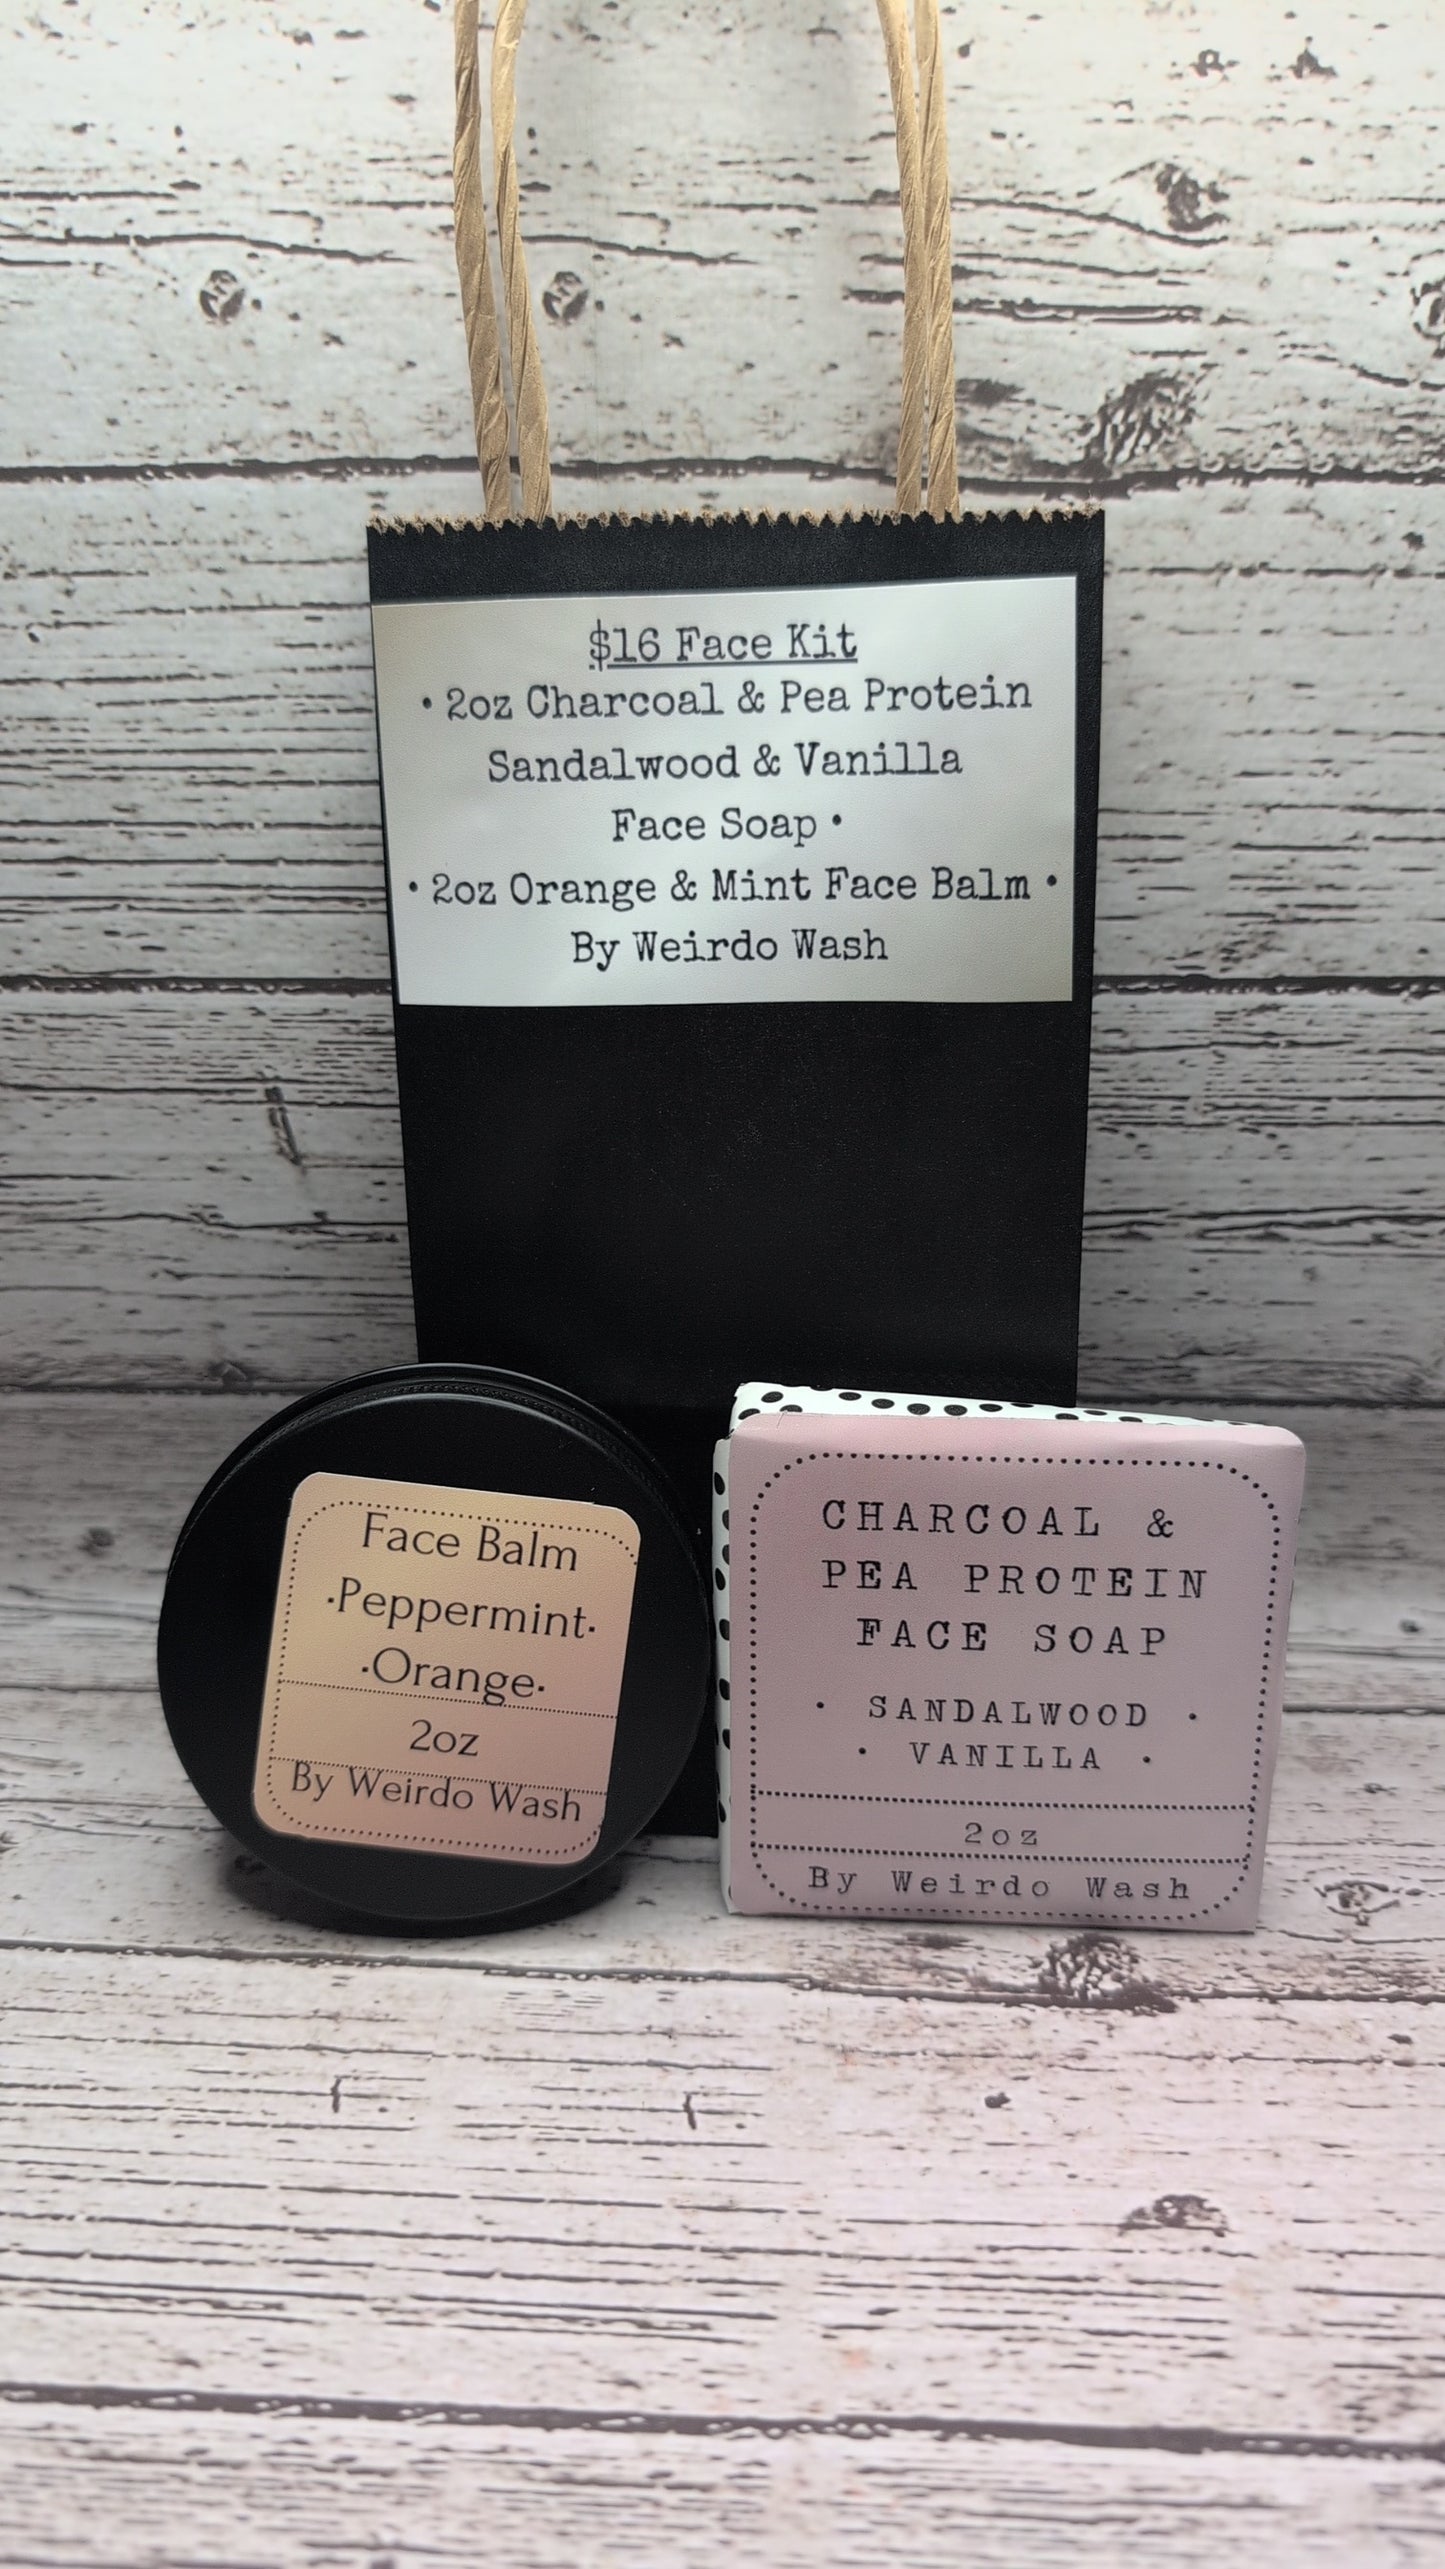 $16 Face Kit
• 2oz Charcoal & Pea Protein
Sandalwood & Vanilla
Face Soap •
• 2oz Orange & Mint Face Balm •
By Weirdo Wash
Face Balm
·Peppermint·
·Orange·
2oz
By Weirdo Wash
CHARCOAL &
PEA PROTEIN
FACE SOAP
• SANDALWOOD •
• VANILLA •
2oz
By Weirdo Wash